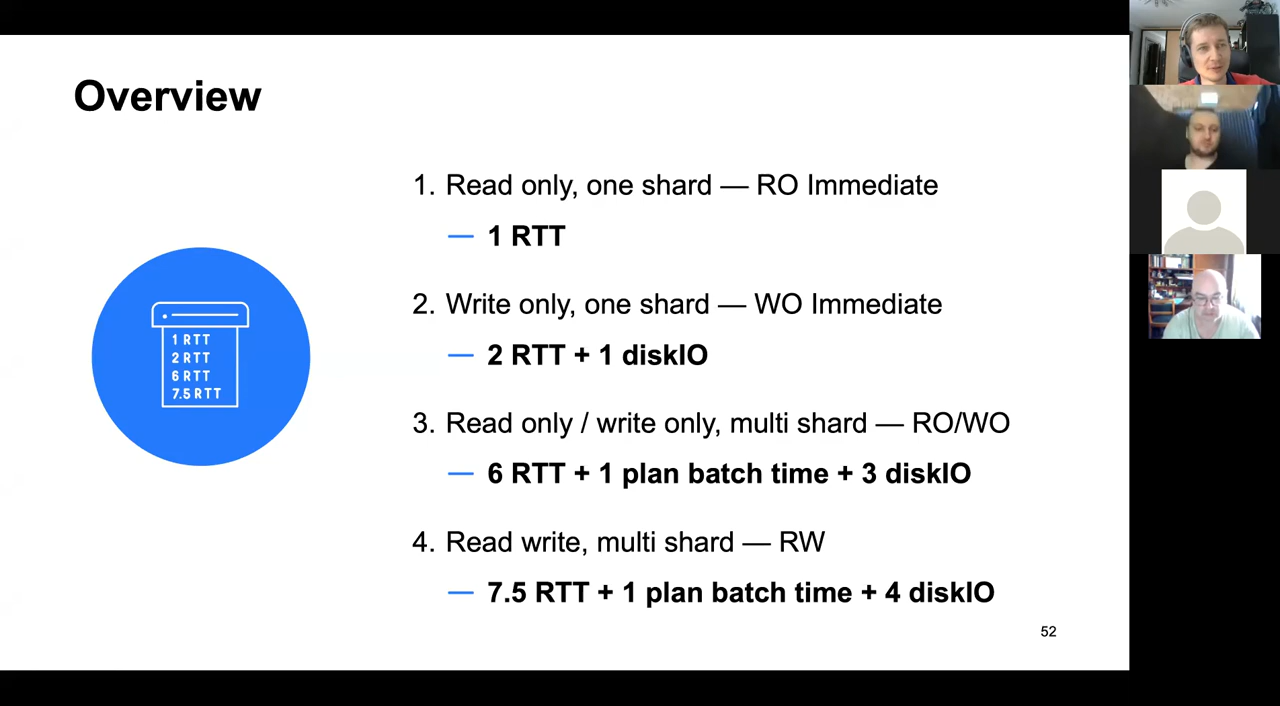 Overview
1. Read only, one shard — RO Immediate
— 1 RTT
2. Write only, one shard — WO Immediate
— 2 RTT + 1 diskIO
3. Read only / write only, multi shard — RO/WO
— 6 RTT + 1 plan batch time + 3 diskIO
4. Read write, multi shard — RW
— 7.5 RTT + 1 plan batch time + 4 diskIO
1 RTT
2 RTT
6 RTT
7.5 RTT
52